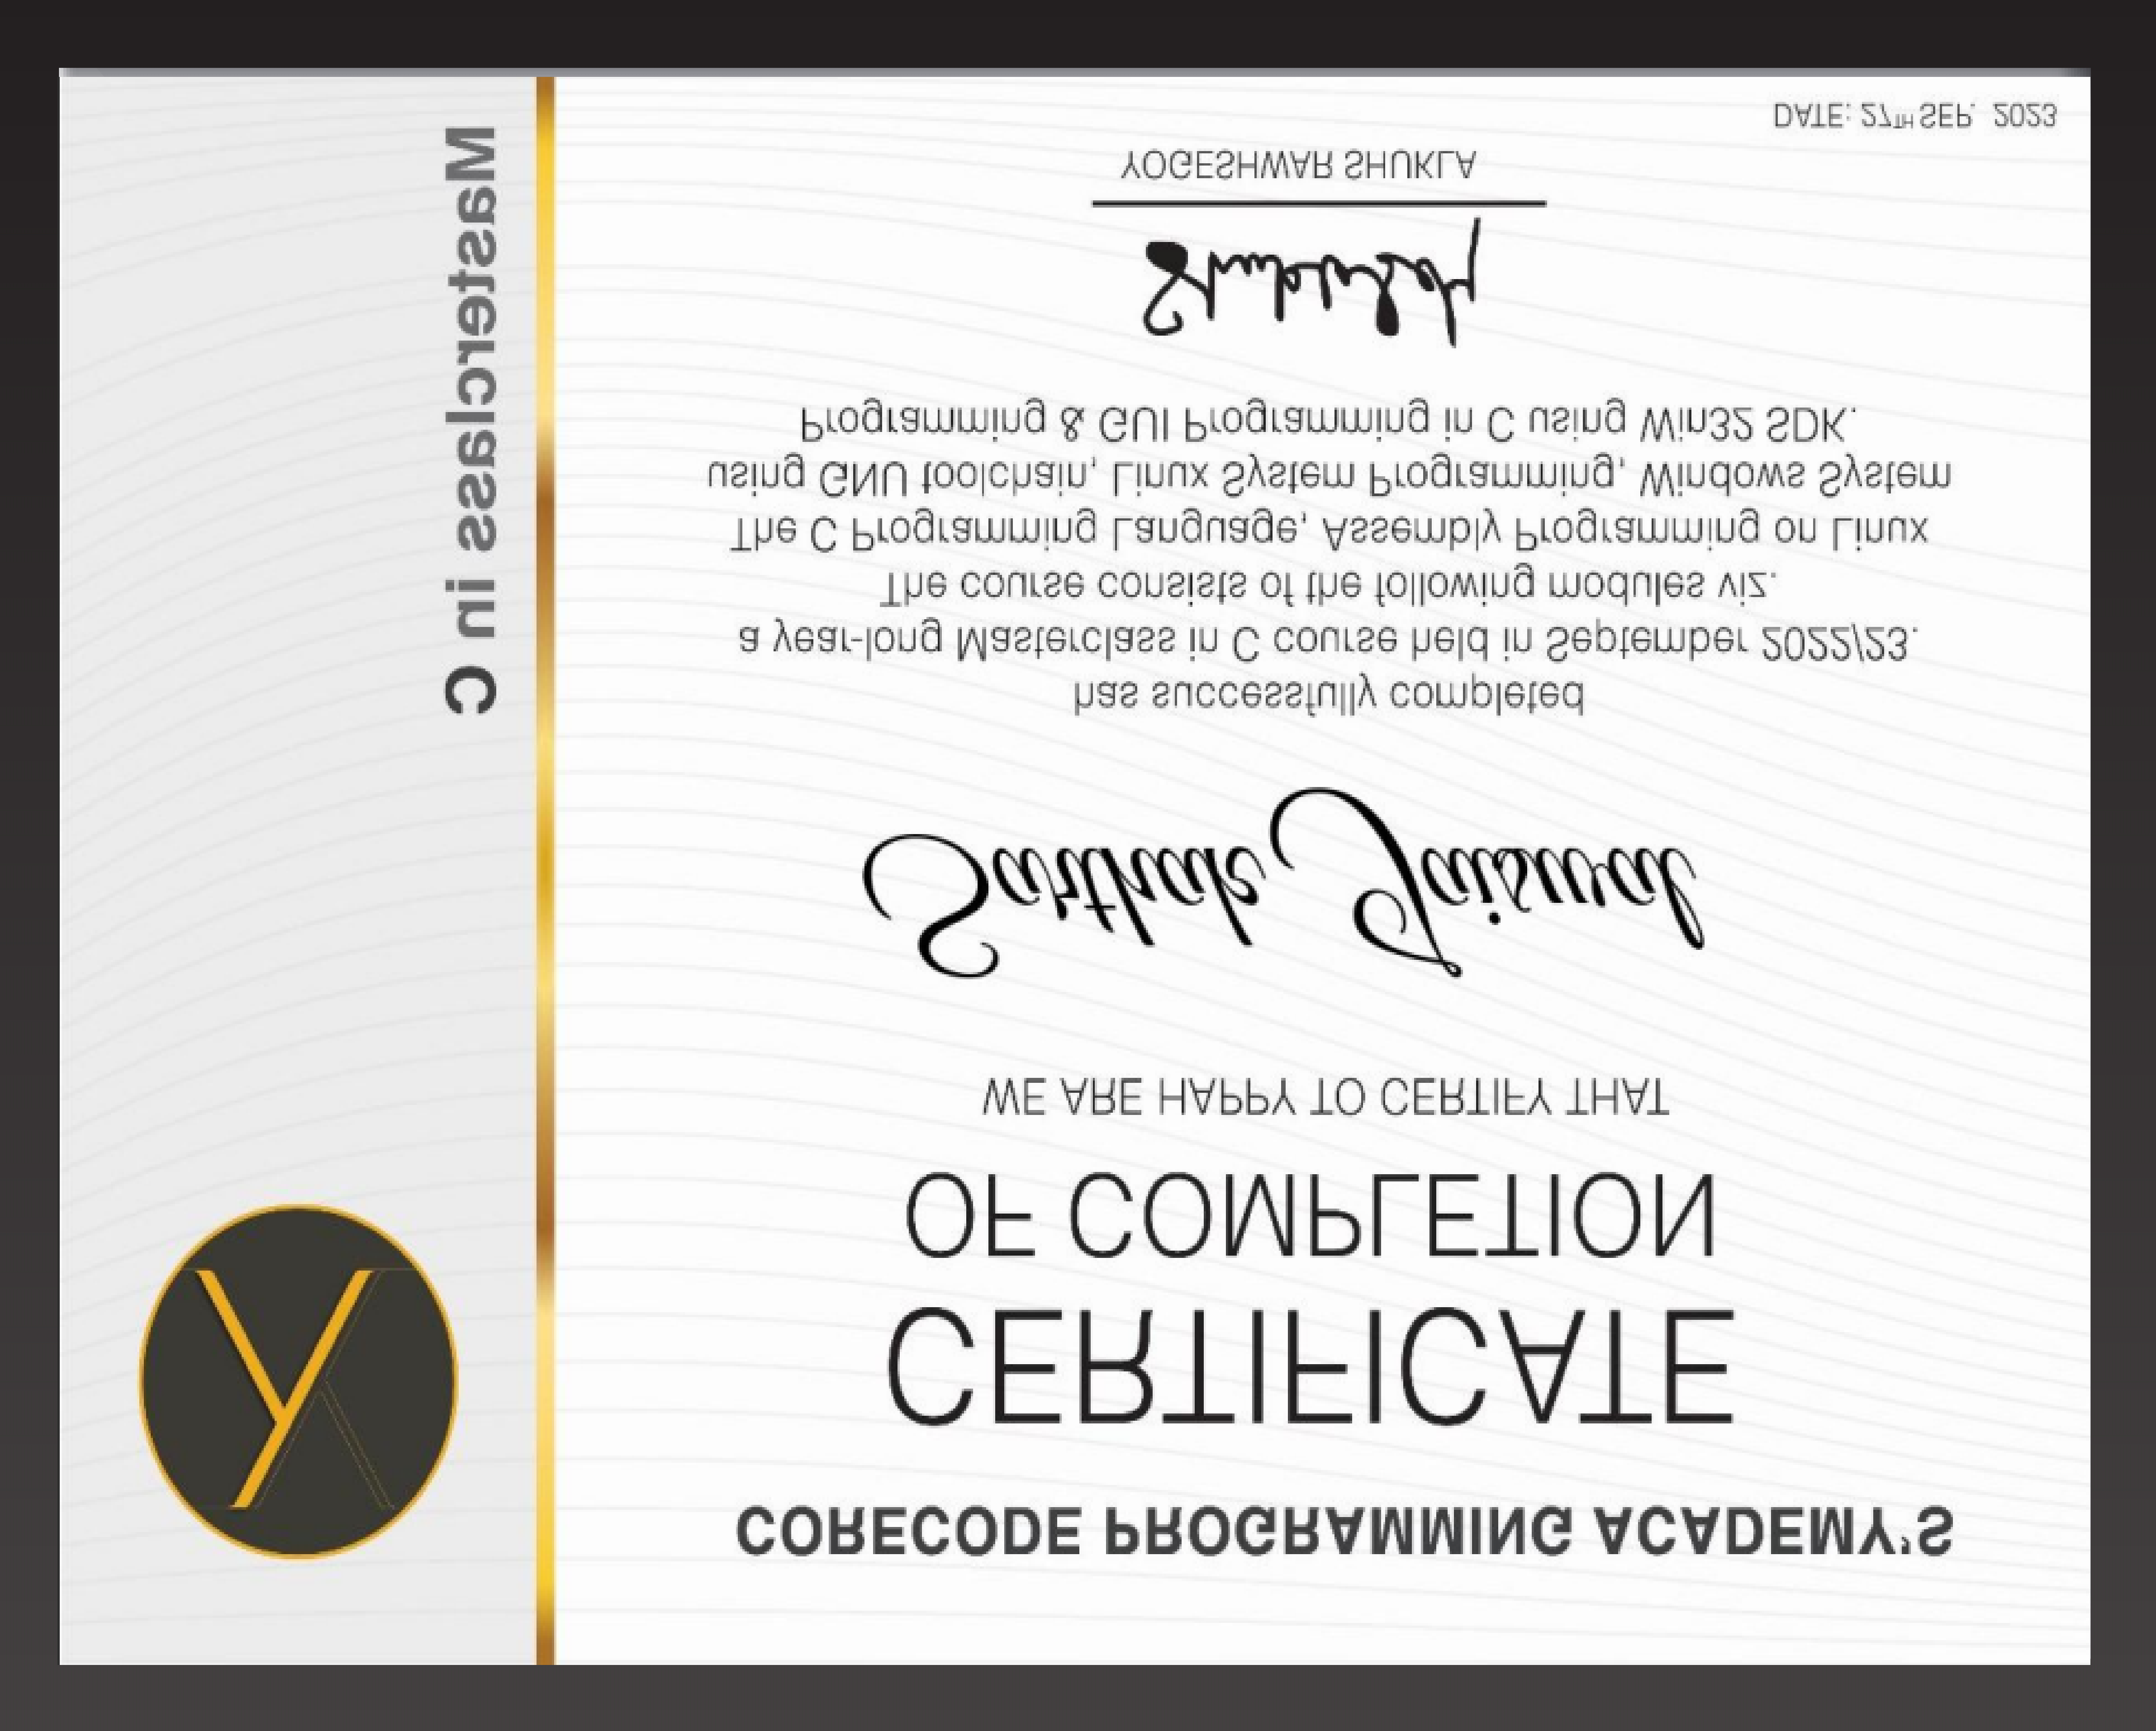 CORECODE PROGRAMMING ACADEMY'S
CERTIFICATE
OF COMPLETION
WE ARE HAPPY TO CERTIFY THAT
Sarthak Jaiswal
has successfully completed
a year-long Masterclass in C course held in September 2022/23.
The course consists of the following modules viz.
The C Programming Language, Assembly Programming on Linux
using GNU toolchain, Linux System Programming, Windows System
Programming & GUI Programming in C using Win32 SDK.
YOGESHWAR SHUKLA
DATE: 27TH SEP. 2023
Masterclass in C